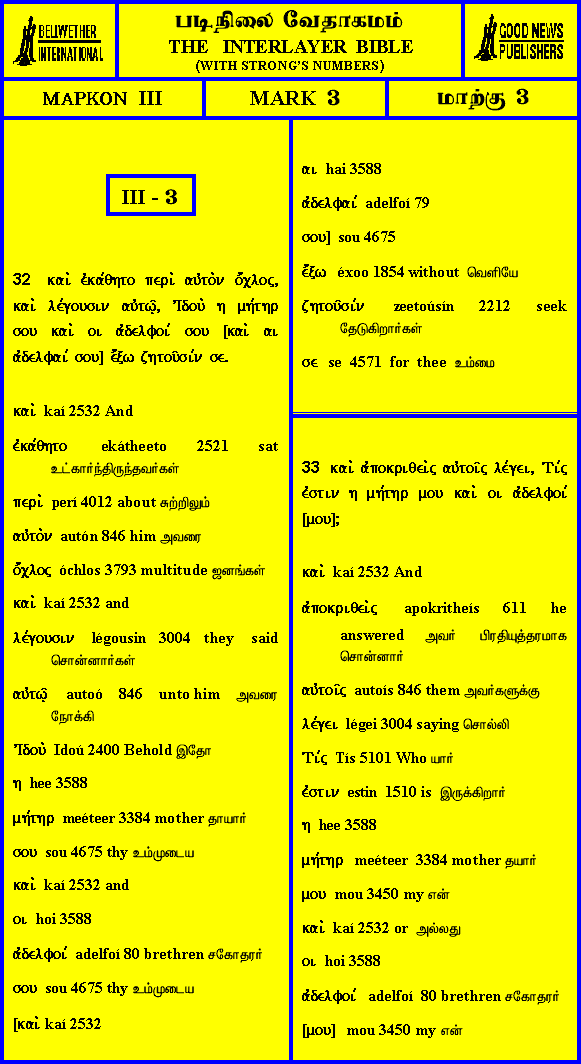 BELLWETHER
INTERNATIONAL
படிநிலை வேதாகமம்
THE INTERLAYER BIBLE
(WITH STRONG'S NUMBERS)
GOOD NEWS
PUBLISHERS
ΜΑΡΚΟΝ III
MARK 3
மாற்கு 3
III - 3
32 καὶ ἐκάθητο περὶ αὐτὸν ὄχλος,
καὶ λέγουσιν αὐτῷ, Ἰδοὺ η μήτηρ
σου καὶ οι ἀδελφοί σου [καὶ αι
ἀδελφαί σου] ἔξω ζητοῦσίν σε.
καὶ kaí 2532 And
ἐκάθητο ekátheeto 2521 sat
உட்கார்ந்திருந்தவர்கள்
περὶ perí 4012 about சுற்றிலும்
αὐτὸν autón 846 him அவரை
ὄχλος óchlos 3793 multitude ஜனங்கள்
καὶ kaí 2532 and
λέγουσιν légousin 3004 they said
சொன்னார்கள்
αὐτῷ autoó 846 unto him அவரை
நோக்கி
Ἰδοὺ Idoú 2400 Behold இதோ
η hee 3588
μήτηρ meéteer 3384 mother தாயார்
σου sou 4675 thy உம்முடைய
καὶ kaí 2532 and
οι hoi 3588
ἀδελφοί adelfoí 80 brethren சகோதரர்
σου sou 4675 thy உம்முடைய
[καὶ kaí 2532
αι hai 3588
ἀδελφαί adelfoí 79
σου] sou 4675
ἔξω éxoo 1854 without வெளியே
ζητοῦσίν zeetoúsín 2212 seek
தேடுகிறார்கள்
σε se 4571 for thee உம்மை
33 καὶ ἀποκριθεὶς αὐτοῖς λέγει, Τίς
ἐστιν η μήτηρ μου καὶ οι ἀδελφοί
[μου];
καὶ kaí 2532 And
ἀποκριθεὶς apokritheís 611 he
answered அவர் பிரதியுத்தரமாக
சொன்னார்
αὐτοῖς autoís 846 them அவர்களுக்கு
λέγει légei 3004 saying சொல்லி
Τίς Tís 5101 Who யார்
ἐστιν estin 1510 is இருக்கிறார்
η hee 3588
μήτηρ meéteer 3384 mother தயார்
μου mou 3450 my என்
καὶ kaí 2532 or அல்லது
οι hoi 3588
ἀδελφοί adelfoí 80 brethren சகோதரர்
[μου] mou 3450 my என்